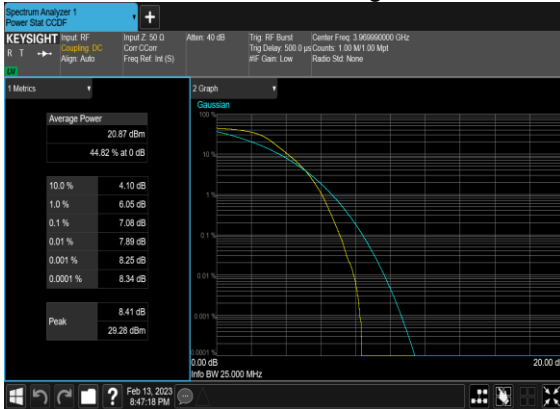 Spectrum Analyzer 1
Power Stat CCDF
KEYSIGHT
R T
LV
Input: RF
Coupling: DC
Align: Auto
Input Z: 50 Ω
Corr CCorr
Freq Ref: Int (S)
Atten: 40 dB
Trig: RF Burst
Trig Delay: 500.0 µs
#IF Gain: Low
Center Freq: 3.969990000 GHz
Counts: 1.00 M/1.00 Mpt
Radio Std: None
1 Metrics
Average Power
20.87 dBm
44.82 % at 0 dB
10.0 % 4.10 dB
1.0 % 6.05 dB
0.1 % 7.08 dB
0.01 % 7.89 dB
0.001 % 8.25 dB
0.0001 % 8.34 dB
Peak
8.41 dB
29.28 dBm
2 Graph
Gaussian
100 %
10 %
1 %
0.1 %
0.01 %
0.001 %
0.0001 %
0.00 dB
20.00 d
Info BW 25.000 MHz
Feb 13, 2023
8:47:18 PM